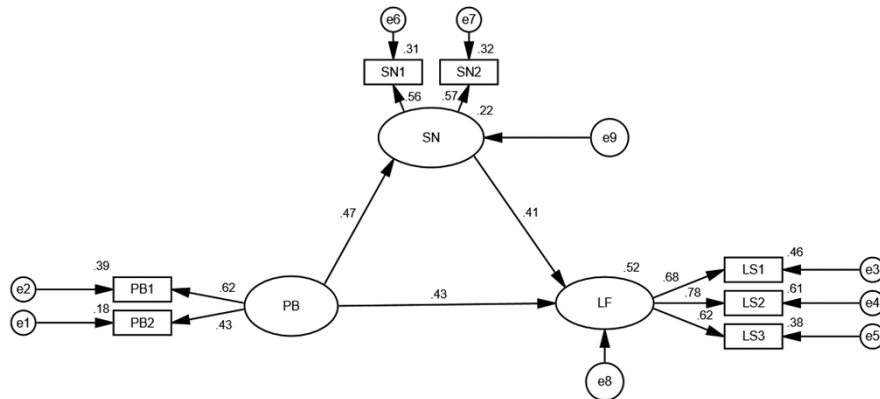 e6 e7
.31 .32
SN1 SN2
.56 .57
.22
SN e9
.47 .41
.39 .52 .46
e2 PB1 .62 .68 LS1 e3
.18 PB .43 LF .78 LS2 .61 e4
e1 PB2 .43 .62 LS3 .38 e5
e8